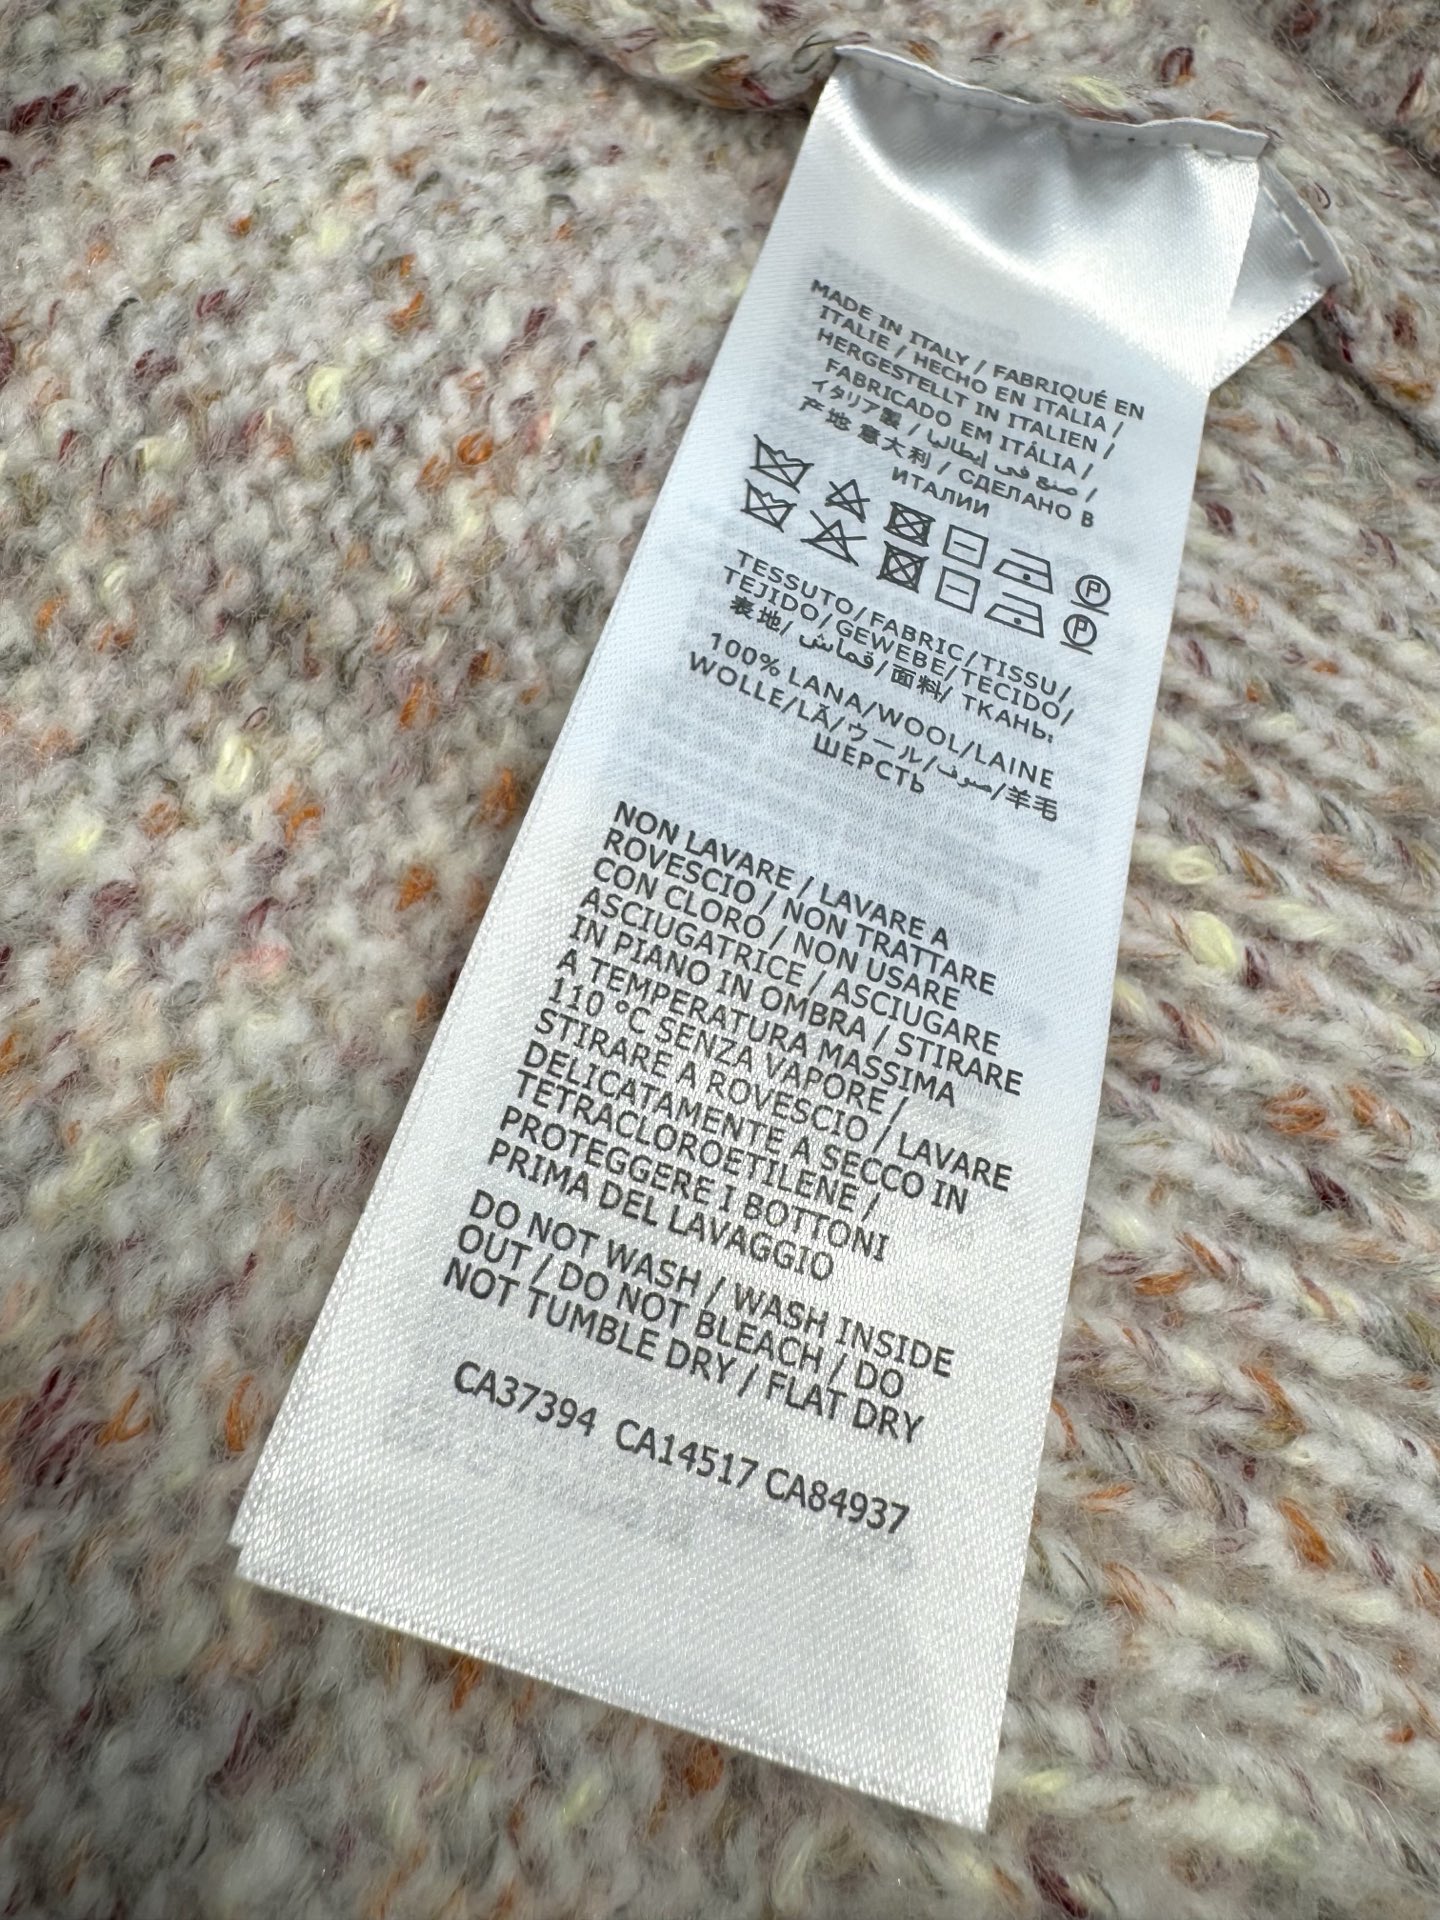 MADE IN ITALY / FABRIQUÉ EN
ITALIE / HECHO EN ITALIA /
HERGESTELLT IN ITALIEN /
FABRICADO EM ITÁLIA /
イタリア製 / صنع في إيطاليا /
产地 意大利 / СДЕЛАНО В
ИТАЛИИ
TESSUTO/FABRIC/TISSU/
TEJIDO/GEWEBE/TECIDO/
表地/ قماش/面料/ ТКАНЬ:
100% LANA/WOOL/LAINE
WOLLE/LÃ/ウール/صوف/羊毛
ШЕРСТЬ
NON LAVARE / LAVARE A
ROVESCIO / NON TRATTARE
CON CLORO / NON USARE
ASCIUGATRICE / ASCIUGARE
IN PIANO IN OMBRA / STIRARE
A TEMPERATURA MASSIMA
110 °C SENZA VAPORE /
STIRARE A ROVESCIO / LAVARE
DELICATAMENTE A SECCO IN
TETRACLOROETILENE /
PROTEGGERE I BOTTONI
PRIMA DEL LAVAGGIO
DO NOT WASH / WASH INSIDE
OUT / DO NOT BLEACH / DO
NOT TUMBLE DRY / FLAT DRY
CA37394 CA14517 CA84937